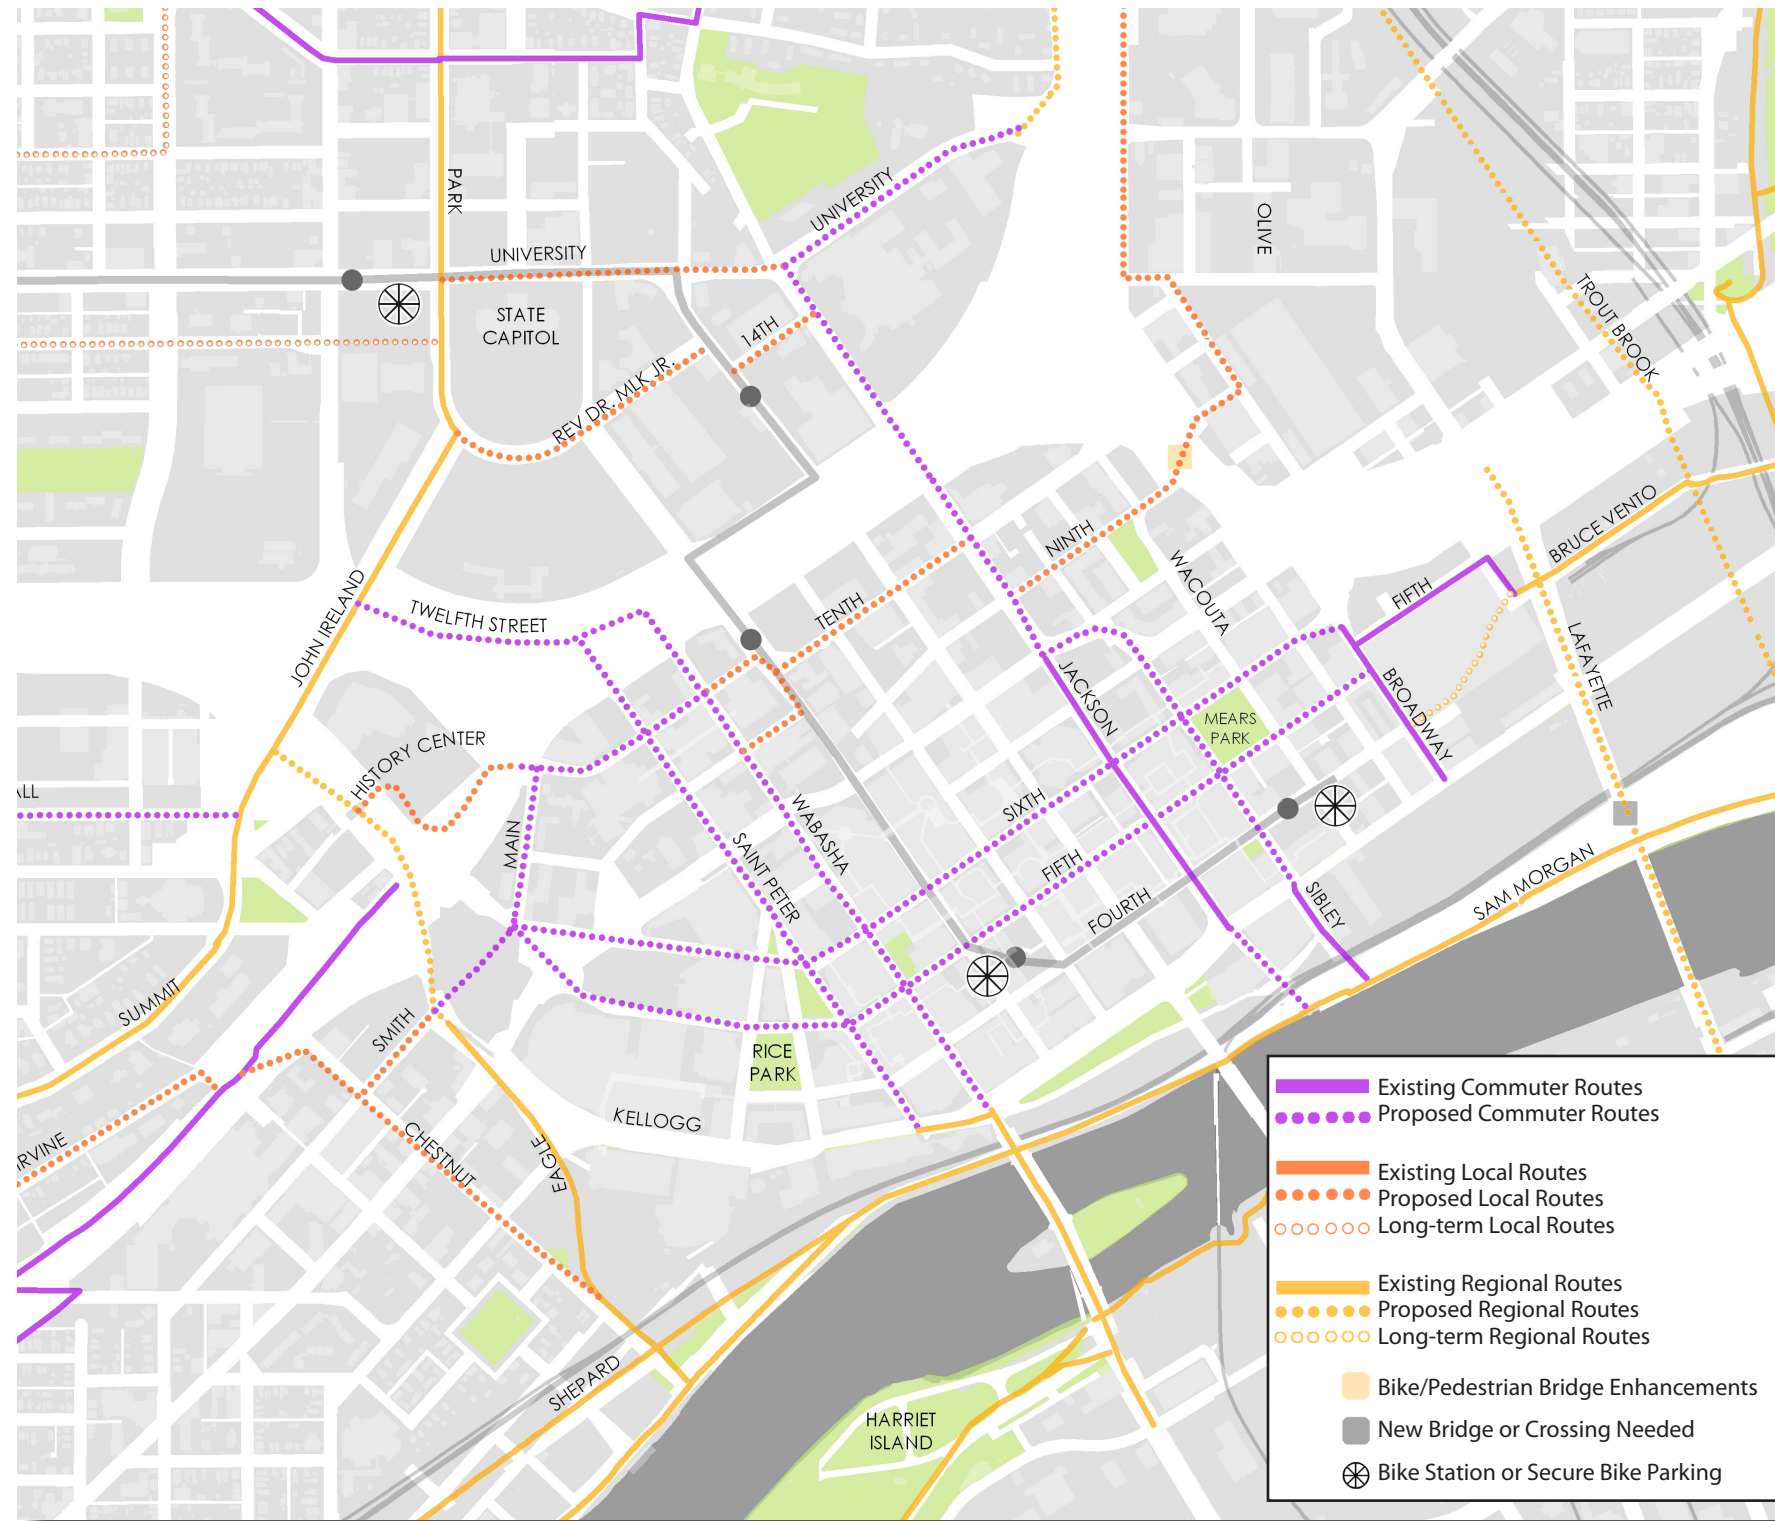 PARK
UNIVERSITY
UNIVERSITY
OLIVE
STATE
CAPITOL
14TH
TROUT BROOK
REV DR. MLK JR.
NINTH
BRUCE VENTO
WACOUTA
JOHN IRELAND
TWELFTH STREET
TENTH
FIFTH
LAFAYETTE
JACKSON
BROADWAY
MEARS
PARK
HISTORY CENTER
ALL
MAIN
WABASHA
SIXTH
SAINT PETER
FIFTH
FOURTH
SIBLEY
SAM MORGAN
SUMMIT
SMITH
RICE
PARK
KELLOGG
IRVINE
CHESTNUT
EAGLE
SHEPARD
HARRIET
ISLAND
Existing Commuter Routes
Proposed Commuter Routes
Existing Local Routes
Proposed Local Routes
Long-term Local Routes
Existing Regional Routes
Proposed Regional Routes
Long-term Regional Routes
Bike/Pedestrian Bridge Enhancements
New Bridge or Crossing Needed
Bike Station or Secure Bike Parking